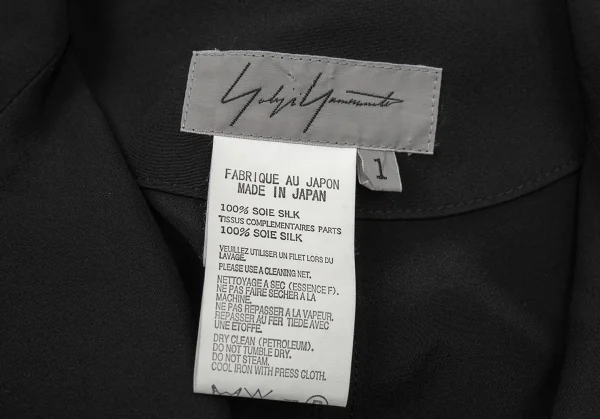 Yohji Yamamoto
1
FABRIQUE AU JAPON
MADE IN JAPAN
100% SOIE SILK
TISSUS COMPLEMENTAIRES PARTS
100% SOIE SILK
VEUILLEZ UTILISER UN FILET LORS DU
LAVAGE.
PLEASE USE A CLEANING NET.
NETTOYAGE A SEC (ESSENCE F).
NE PAS FAIRE SECHER A LA
MACHINE.
NE PAS REPASSER A LA VAPEUR.
REPASSER AU FER TIEDE AVEC
UNE ETOFFE.
DRY CLEAN (PETROLEUM).
DO NOT TUMBLE DRY.
DO NOT STEAM.
COOL IRON WITH PRESS CLOTH.